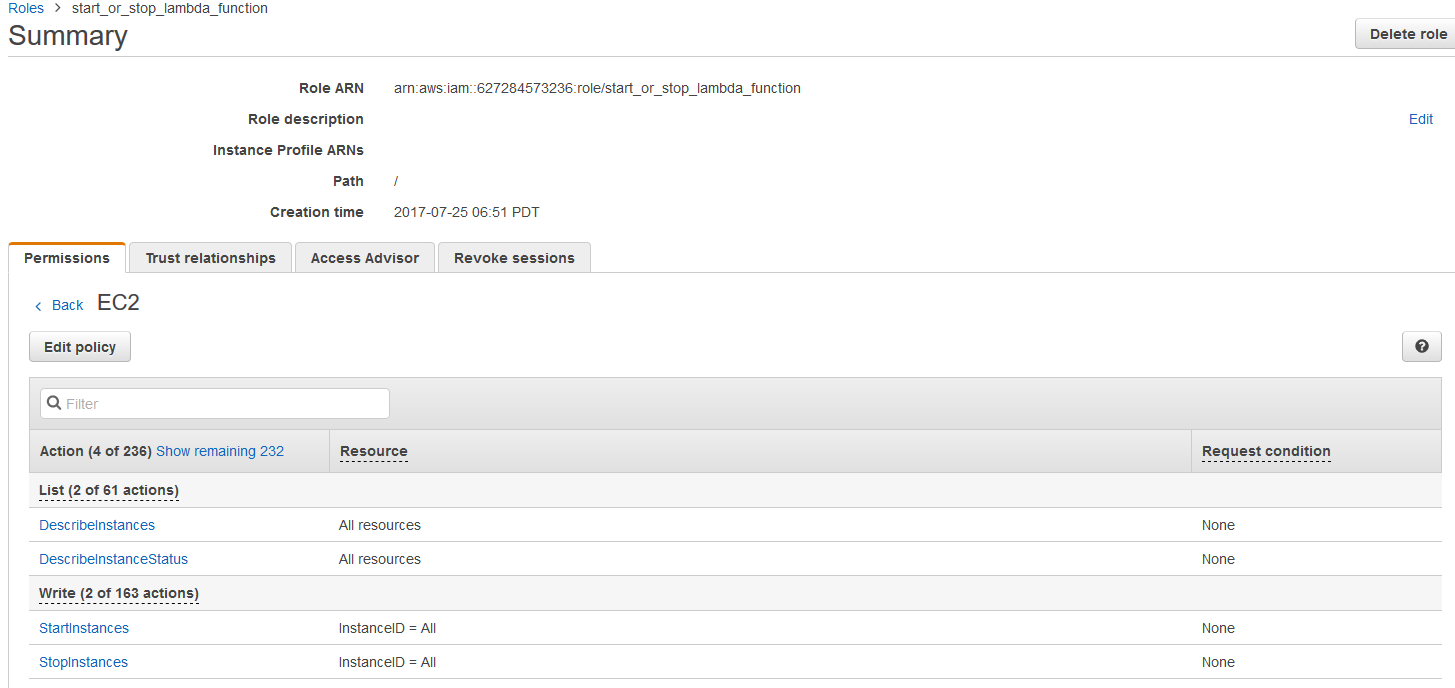 Roles > start_or_stop_lambda_function
Summary
Delete role
Role ARN arn:aws:iam::627284573236:role/start_or_stop_lambda_function
Role description Edit
Instance Profile ARNs
Path /
Creation time 2017-07-25 06:51 PDT
Permissions Trust relationships Access Advisor Revoke sessions
‹ Back EC2
Edit policy
Filter
Action (4 of 236) Show remaining 232 Resource Request condition
List (2 of 61 actions)
DescribeInstances All resources None
DescribeInstanceStatus All resources None
Write (2 of 163 actions)
StartInstances InstanceID = All None
StopInstances InstanceID = All None